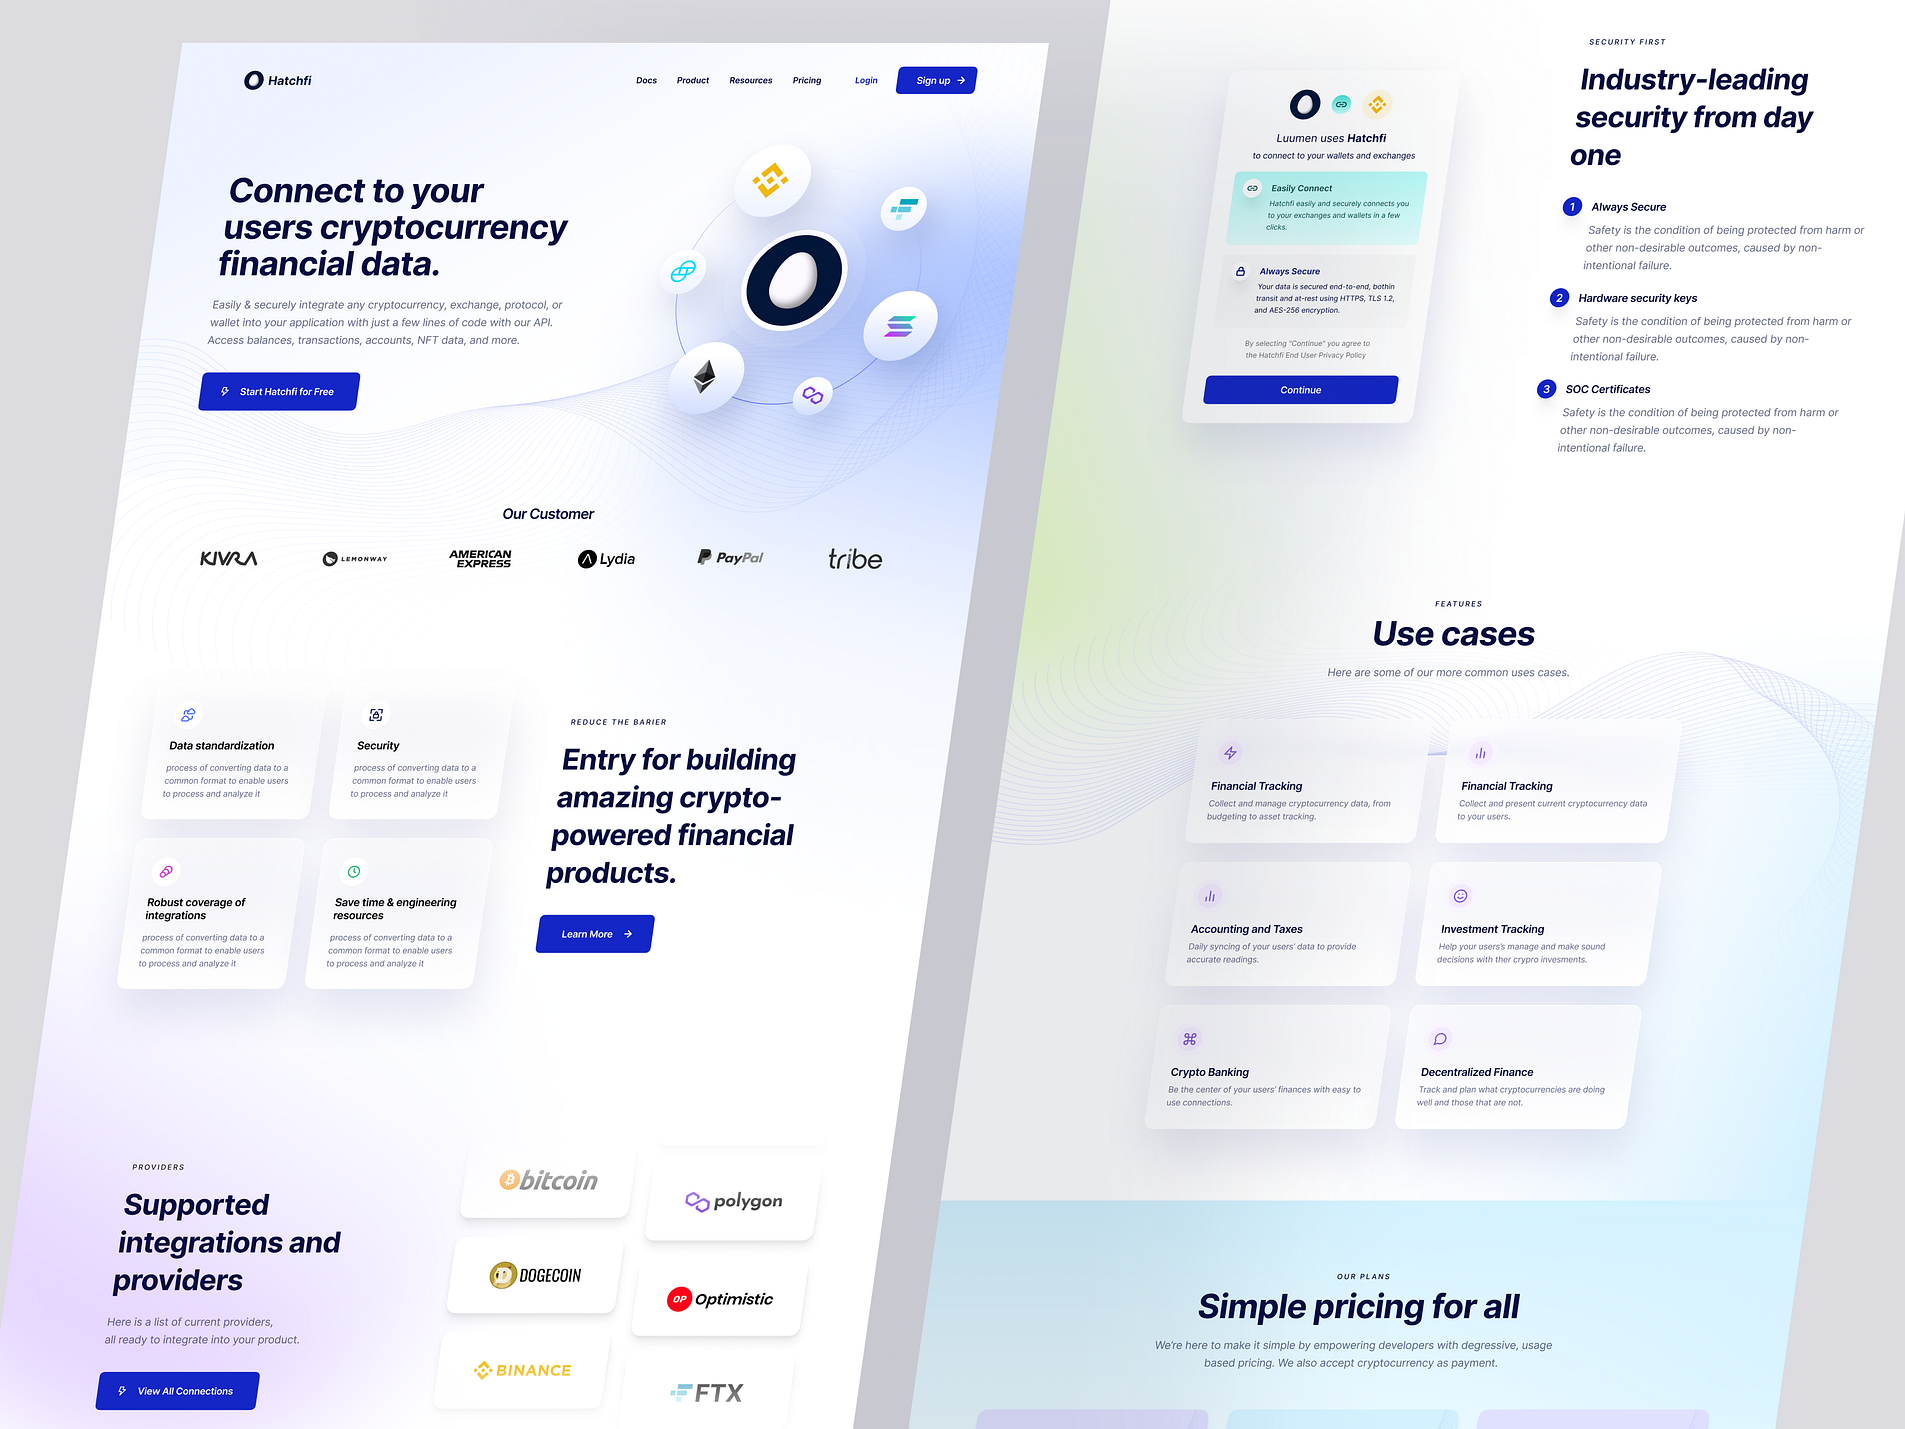 Hatchfi
Docs
Product
Resources
Pricing
Login
Sign up
Connect to your
users cryptocurrency
financial data.
Easily & securely integrate any cryptocurrency, exchange, protocol, or
wallet into your application with just a few lines of code with our API.
Access balances, transactions, accounts, NFT data, and more.
Start Hatchfi for Free
Our Customer
KIVRA
LEMONWAY
AMERICAN
EXPRESS
Lydia
PayPal
tribe
Data standardization
process of converting data to a
common format to enable users
to process and analyze it
Security
process of converting data to a
common format to enable users
to process and analyze it
Robust coverage of
integrations
process of converting data to a
common format to enable users
to process and analyze it
Save time & engineering
resources
process of converting data to a
common format to enable users
to process and analyze it
REDUCE THE BARIER
Entry for building
amazing crypto-
powered financial
products.
Learn More
PROVIDERS
Supported
integrations and
providers
Here is a list of current providers,
all ready to integrate into your product.
View All Connections
bitcoin
polygon
DOGECOIN
OP Optimistic
BINANCE
FTX
Luumen uses Hatchfi
to connect to your wallets and exchanges
Easily Connect
Hatchfi easily and securely connects you
to your exchanges and wallets in a few
clicks.
Always Secure
Your data is secured end-to-end, bothin
transit and at-rest using HTTPS, TLS 1.2,
and AES-256 encryption.
By selecting "Continue" you agree to
the Hatchfi End User Privacy Policy
Continue
SECURITY FIRST
Industry-leading
security from day
one
1 Always Secure
Safety is the condition of being protected from harm or
other non-desirable outcomes, caused by non-
intentional failure.
2 Hardware security keys
Safety is the condition of being protected from harm or
other non-desirable outcomes, caused by non-
intentional failure.
3 SOC Certificates
Safety is the condition of being protected from harm or
other non-desirable outcomes, caused by non-
intentional failure.
FEATURES
Use cases
Here are some of our more common uses cases.
Financial Tracking
Collect and manage cryptocurrency data, from
budgeting to asset tracking.
Financial Tracking
Collect and present current cryptocurrency data
to your users.
Accounting and Taxes
Daily syncing of your users' data to provide
accurate readings.
Investment Tracking
Help your users's manage and make sound
decisions with ther crypro invesments.
Crypto Banking
Be the center of your users' finances with easy to
use connections.
Decentralized Finance
Track and plan what cryptocurrencies are doing
well and those that are not.
OUR PLANS
Simple pricing for all
We're here to make it simple by empowering developers with degressive, usage
based pricing. We also accept cryptocurrency as payment.